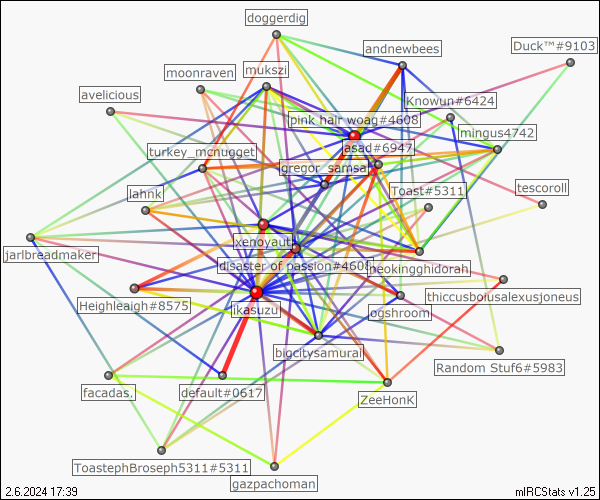 doggerdig
andnewbees
Duck™#9103
moonraven
mukszi
avelicious
Knowun#6424
pink hair woag#4608
mingus4742
turkey_mcnugget
asad#6947
gregor_samsa
Toast#5311
tescoroll
lahnk
xenoyaut
jarlbreadmaker
disaster of passion#4608
neokingghidorah
Heighleaigh#8575
ikasuzu
thiccusboiusalexusjoneus
ogshroom
bigcitysamurai
Random Stuf6#5983
facadas.
default#0617
ZeeHonK
ToastephBroseph5311#5311
gazpachoman
2.6.2024 17:39
mIRCStats v1.25